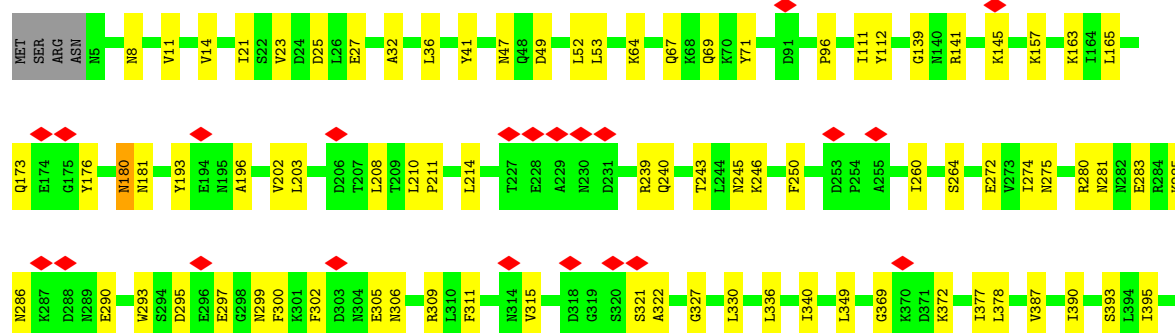 MET SER ARG ASN N5 N8 V11 V14 I21 S22 V23 D24 D25 L26 E27 A32 L36 Y41 N47 Q48 D49 L52 L53 K64 Q67 K68 Q69 K70 Y71 D91 P96 I111 Y112 G139 N140 R141 K145 K157 K163 I164 L165
Q173 E174 G175 Y176 N180 N181 Y193 E194 N195 A196 V202 L203 D206 T207 L208 T209 L210 P211 L214 T227 E228 A229 N230 D231 R239 Q240 T243 L244 N245 K246 F250 D253 P254 A255 I260 S264 E272 V273 I274 N275 R280 N281 N282 E283 R284
N286 K287 D288 N289 E290 W293 S294 D295 E296 E297 G298 N299 F300 K301 F302 D303 N304 E305 N306 R309 L310 F311 N314 V315 D318 G319 S320 S321 A322 G327 L330 L336 I340 L349 G369 K370 D371 K372 I377 L378 V387 I390 S393 L394 I395